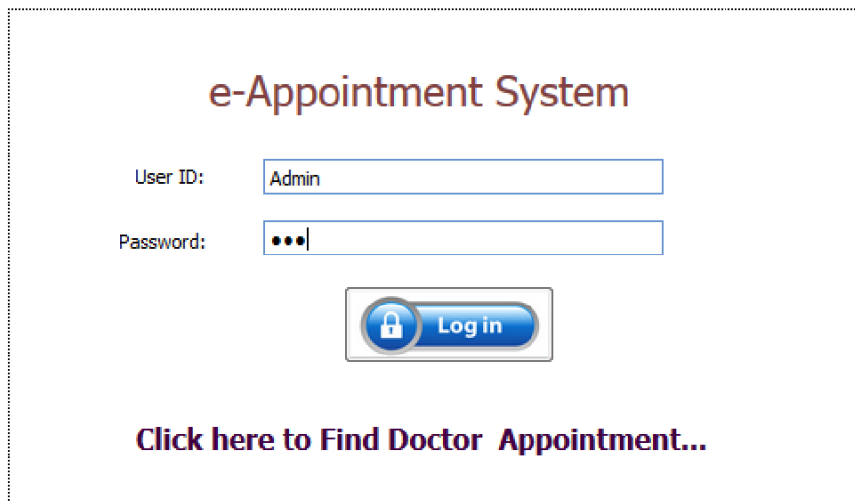 e-Appointment System
User ID: Admin
Password: •••
Log in
Click here to Find Doctor Appointment...